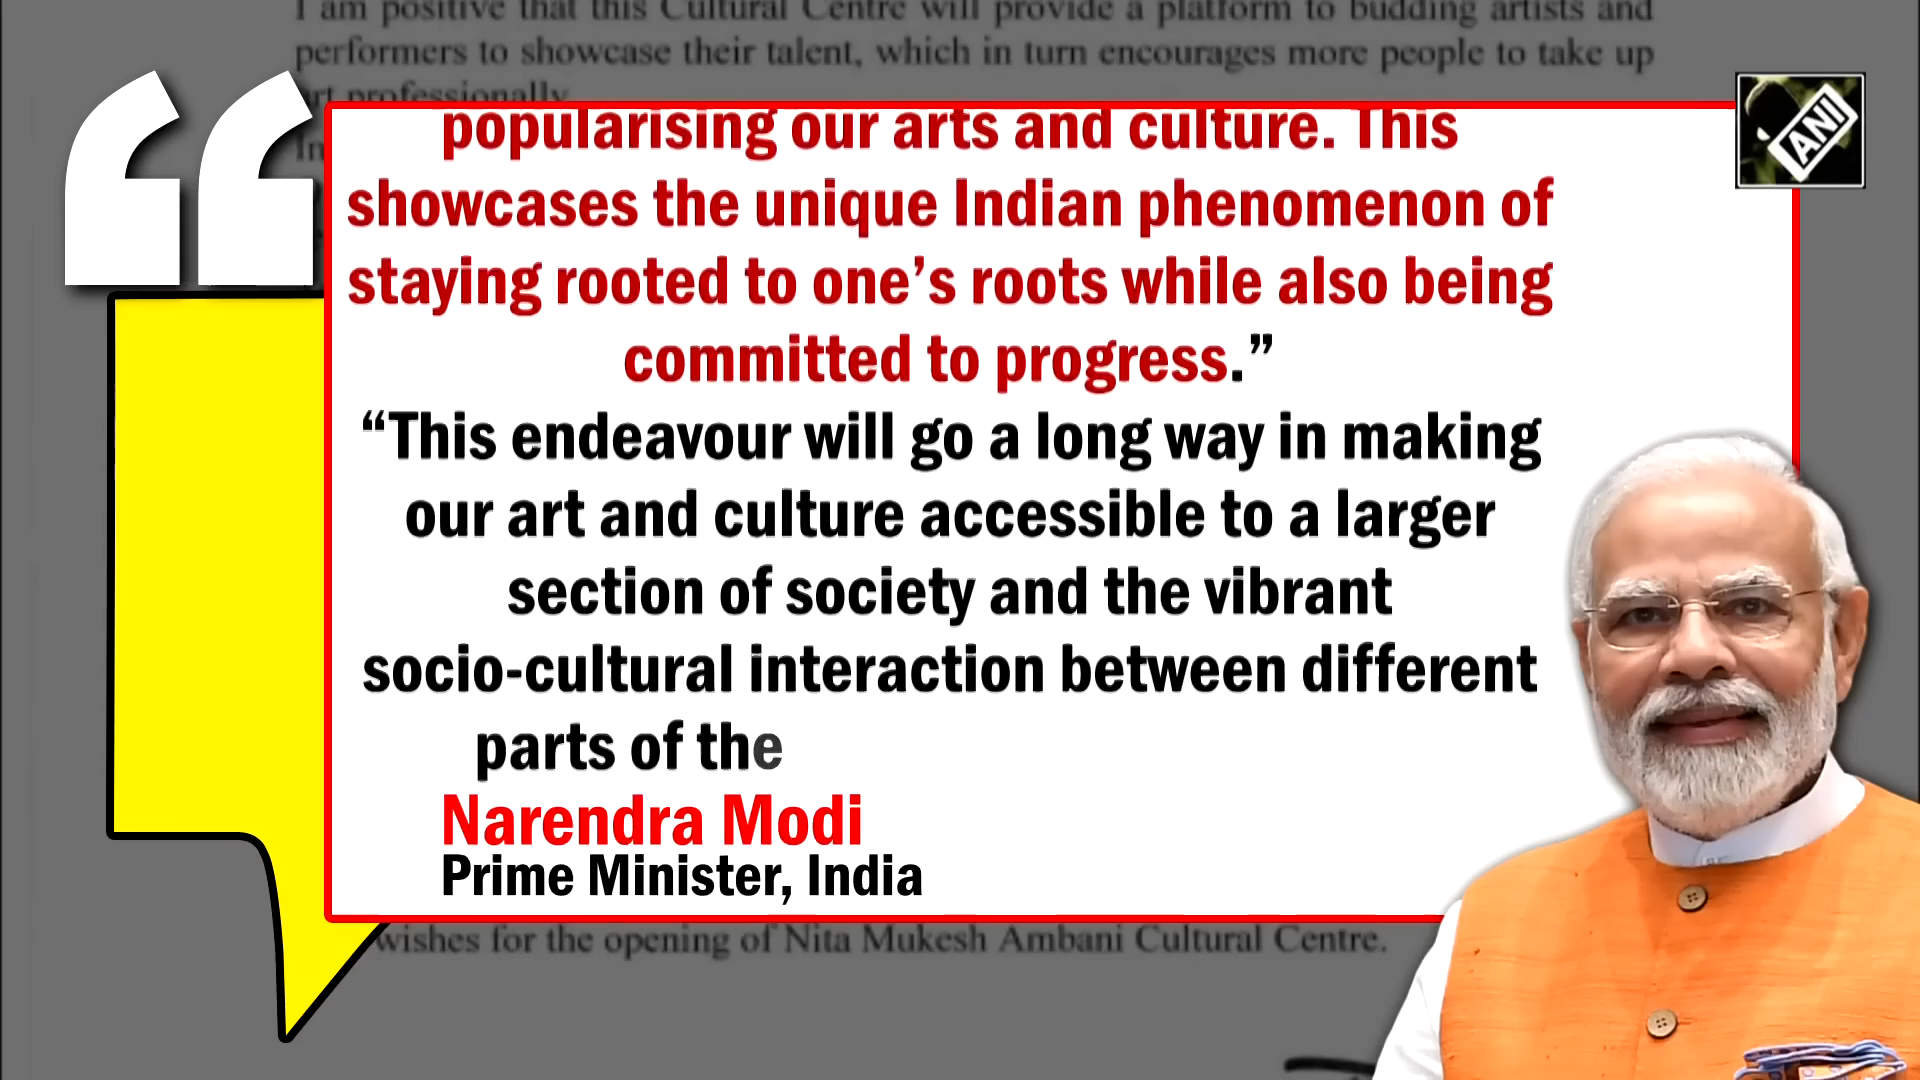 I am positive that this Cultural Centre will provide a platform to budding artists and
performers to showcase their talent, which in turn encourages more people to take up
art professionally
In
ANI
popularising our arts and culture. This
showcases the unique Indian phenomenon of
staying rooted to one’s roots while also being
committed to progress.”
“This endeavour will go a long way in making
our art and culture accessible to a larger
section of society and the vibrant
socio-cultural interaction between different
parts of the
Narendra Modi
Prime Minister, India
wishes for the opening of Nita Mukesh Ambani Cultural Centre.